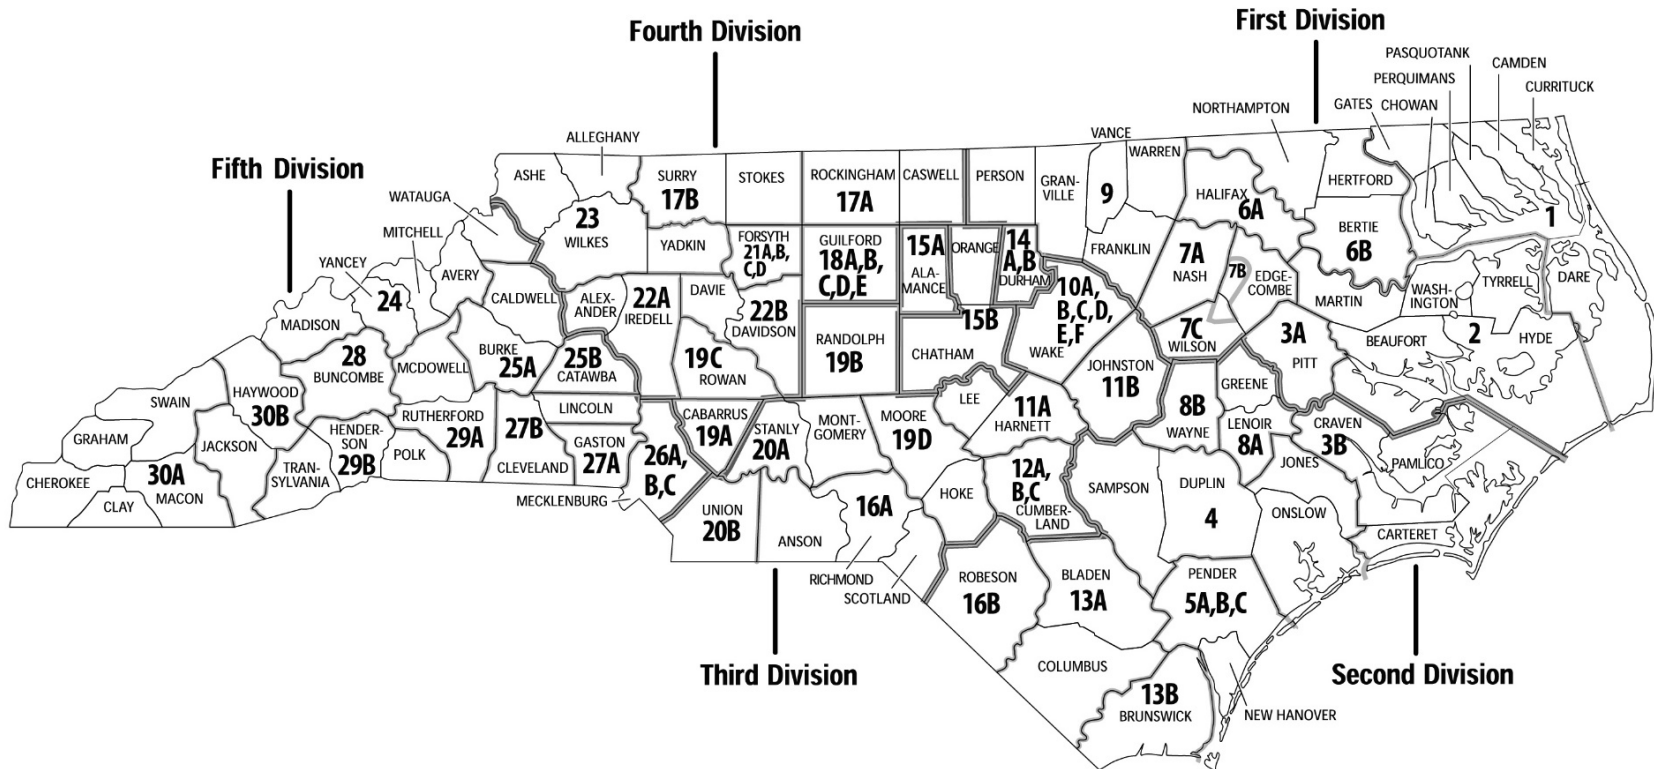 First Division
Fourth Division
PASQUOTANK
CAMDEN
PERQUIMANS
CURRITUCK
NORTHAMPTON
GATES
CHOWAN
ALLEGHANY
VANCE
Fifth Division
ASHE
SURRY
17B
STOKES
ROCKINGHAM
17A
CASWELL
PERSON
GRAN-
VILLE
9
WARREN
HALIFAX
6A
HERTFORD
WATAUGA
23
WILKES
YADKIN
FORSYTH
21A,B,
C,D
GUILFORD
18A,B,
C,D,E
15A
ALA-
MANCE
ORANGE
14
A,B
DURHAM
FRANKLIN
7A
NASH
7B
EDGE-
COMBE
BERTIE
6B
1
MITCHELL
YANCEY
24
AVERY
CALDWELL
ALEX-
ANDER
22A
IREDELL
DAVIE
22B
DAVIDSON
10A,
B,C,D,
E,F
WAKE
MARTIN
WASH-
INGTON
TYRRELL
DARE
MADISON
28
BUNCOMBE
MCDOWELL
BURKE
25A
25B
CATAWBA
19C
ROWAN
RANDOLPH
19B
15B
CHATHAM
JOHNSTON
11B
7C
WILSON
3A
PITT
BEAUFORT
2
HYDE
SWAIN
HAYWOOD
30B
RUTHERFORD
29A
27B
CLEVELAND
LINCOLN
GASTON
27A
26A,
B,C
CABARRUS
19A
STANLY
20A
MONT-
GOMERY
MOORE
19D
LEE
11A
HARNETT
8B
WAYNE
GREENE
LENOIR
8A
CRAVEN
3B
JONES
PAMLICO
GRAHAM
JACKSON
HENDER-
SON
29B
POLK
TRAN-
SYLVANIA
CHEROKEE
30A
MACON
CLAY
MECKLENBURG
UNION
20B
ANSON
16A
HOKE
12A,
B,C
CUMBER-
LAND
SAMPSON
DUPLIN
4
ONSLOW
CARTERET
RICHMOND
SCOTLAND
ROBESON
16B
BLADEN
13A
PENDER
5A,B,C
Third Division
COLUMBUS
Second Division
13B
BRUNSWICK
NEW HANOVER